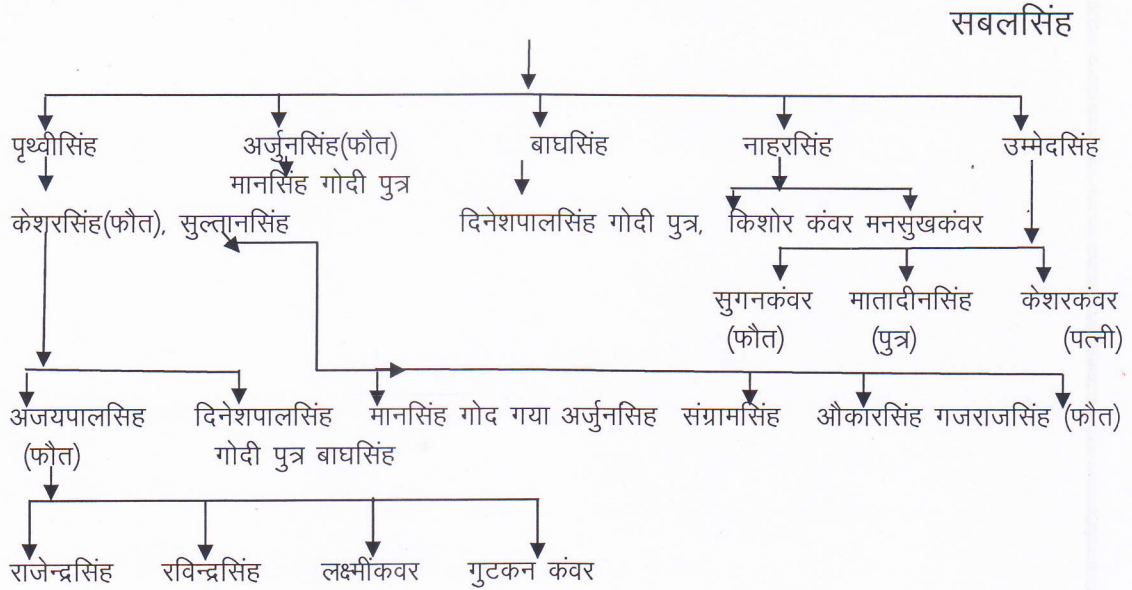 सबलसिंह
पृथ्वीसिंह अर्जुनसिंह(फौत) बाघसिंह नाहरसिंह उम्मेदसिंह
मानसिंह गोदी पुत्र
केशरसिंह(फौत), सुल्तानसिंह दिनेशपालसिंह गोदी पुत्र, किशोर कंवर मनसुखकंवर
सुगनकंवर मातादीनसिंह केशरकंवर
(फौत) (पुत्र) (पत्नी)
अजयपालसिह दिनेशपालसिंह मानसिंह गोद गया अर्जुनसिह संग्रामसिंह औकारसिंह गजराजसिंह (फौत)
(फौत) गोदी पुत्र बाघसिंह
राजेन्द्रसिंह रविन्द्रसिंह लक्ष्मींकवर गुटकन कंवर